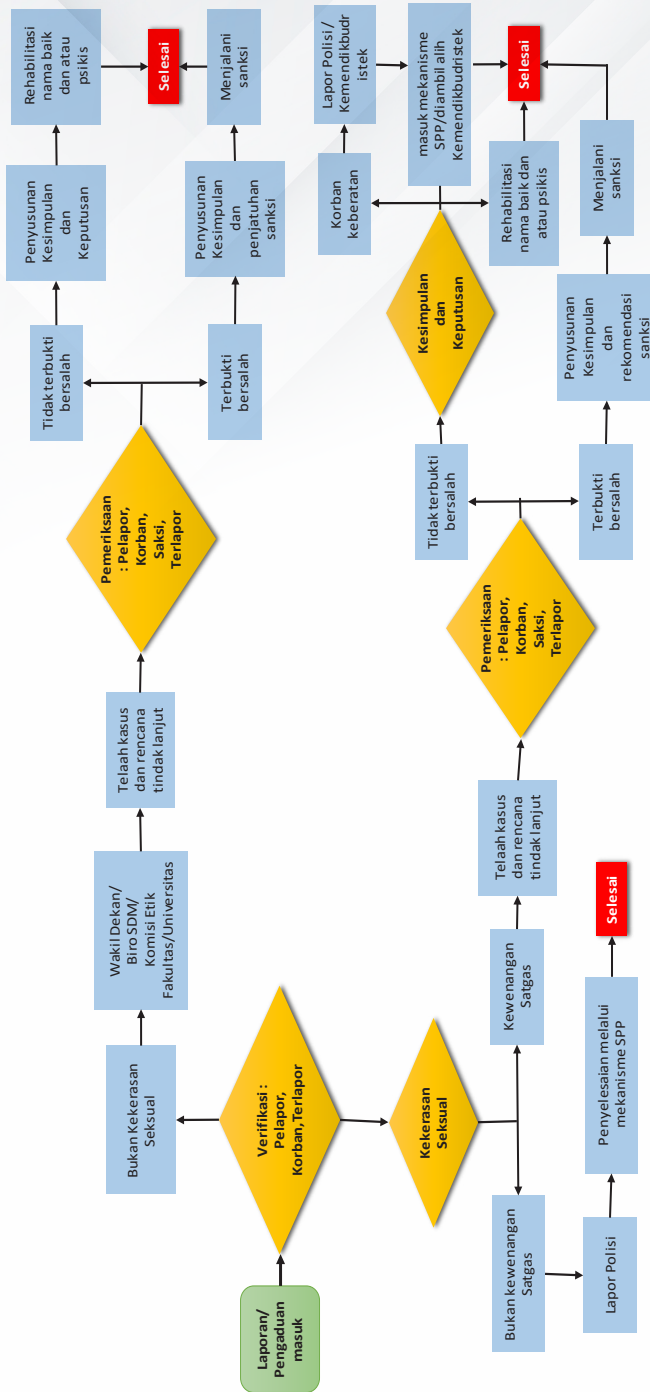 Laporan/
Pengaduan
masuk
Verifikasi :
Pelapor,
Korban,Terlapor
Bukan Kekerasan
Seksual
Wakil Dekan/
Biro SDM/
Komisi Etik
Fakultas/Universitas
Telaah kasus
dan rencana
tindak lanjut
Pemeriksaan
: Pelapor,
Korban,
Saksi,
Terlapor
Tidak terbukti
bersalah
Penyusunan
Kesimpulan
dan
Keputusan
Rehabilitasi
nama baik
dan atau
psikis
Selesai
Terbukti
bersalah
Penyusunan
Kesimpulan
dan
penjatuhan
sanksi
Menjalani
sanksi
Kekerasan
Seksual
Kewenangan
Satgas
Telaah kasus
dan rencana
tindak lanjut
Pemeriksaan
: Pelapor,
Korban,
Saksi,
Terlapor
Tidak terbukti
bersalah
Kesimpulan
dan
Keputusan
Korban
keberatan
Lapor Polisi /
Kemendikbudr
istek
masuk mekanisme
SPP/diambil alih
Kemendikbudristek
Selesai
Rehabilitasi
nama baik dan
atau psikis
Terbukti
bersalah
Penyusunan
Kesimpulan
dan
rekomendasi
sanksi
Menjalani
sanksi
Bukan kewenangan
Satgas
Lapor Polisi
Penyelesaian melalui
mekanisme SPP
Selesai